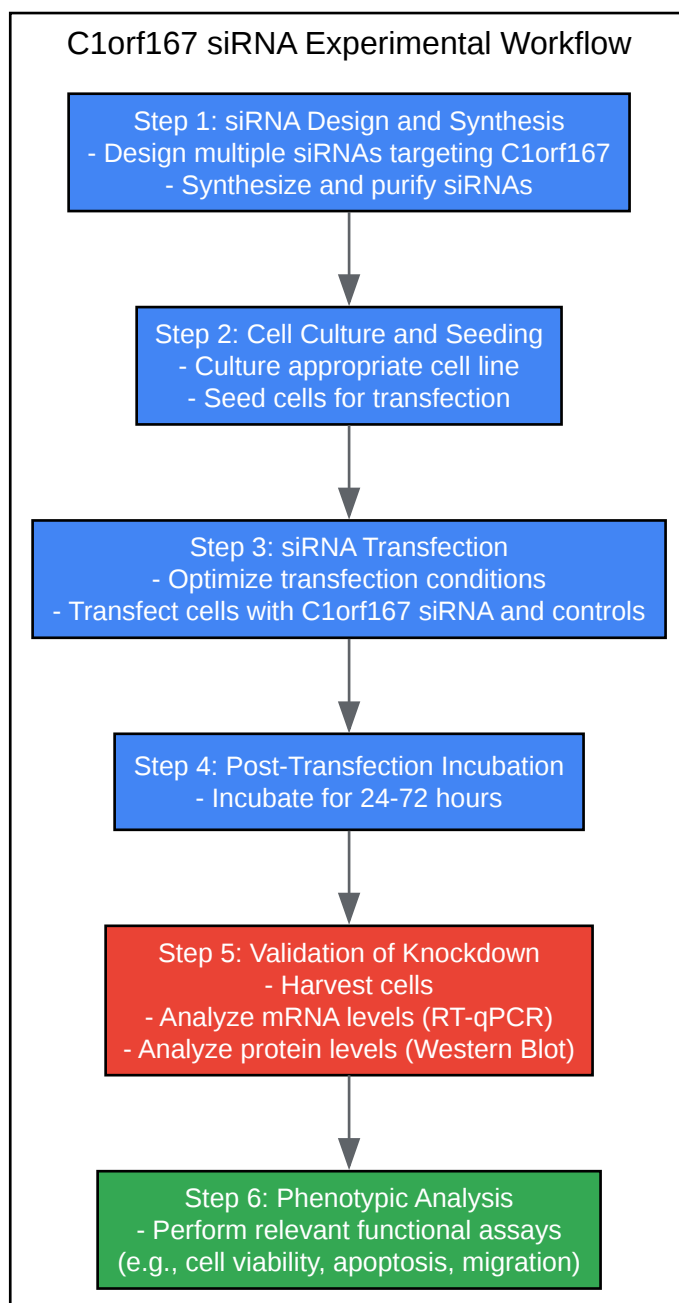 C1orf167 siRNA Experimental Workflow
Step 1: siRNA Design and Synthesis
- Design multiple siRNAs targeting C1orf167
- Synthesize and purify siRNAs
Step 2: Cell Culture and Seeding
- Culture appropriate cell line
- Seed cells for transfection
Step 3: siRNA Transfection
- Optimize transfection conditions
- Transfect cells with C1orf167 siRNA and controls
Step 4: Post-Transfection Incubation
- Incubate for 24-72 hours
Step 5: Validation of Knockdown
- Harvest cells
- Analyze mRNA levels (RT-qPCR)
- Analyze protein levels (Western Blot)
Step 6: Phenotypic Analysis
- Perform relevant functional assays
(e.g., cell viability, apoptosis, migration)